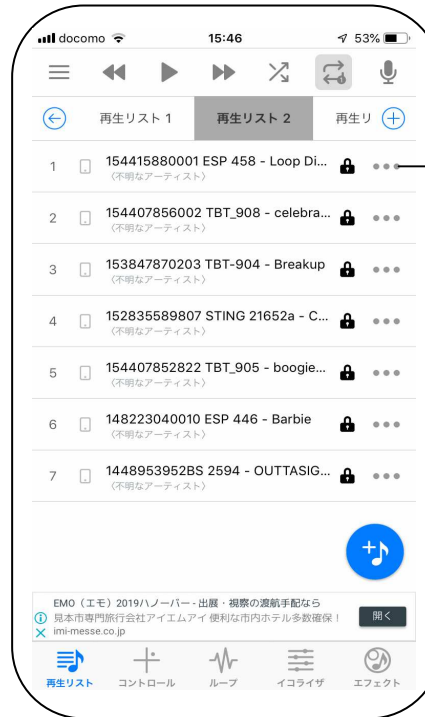 docomo 15:46 53%
再生リスト 1 再生リスト 2 再生リ
1 154415880001 ESP 458 - Loop Di...
〈不明なアーティスト〉
2 154407856002 TBT_908 - celebra...
〈不明なアーティスト〉
3 153847870203 TBT-904 - Breakup
〈不明なアーティスト〉
4 152835589807 STING 21652a - C...
〈不明なアーティスト〉
5 154407852822 TBT_905 - boogie...
〈不明なアーティスト〉
6 148223040010 ESP 446 - Barbie
〈不明なアーティスト〉
7 1448953952BS 2594 - OUTTASIG...
〈不明なアーティスト〉
EMO（エモ）2019ハノーバー - 出展・視察の渡航手配なら
見本市専門旅行会社アイエムアイ 便利な市内ホテル多数確保！ 開く
imi-messe.co.jp
再生リスト コントロール ループ イコライザ エフェクト